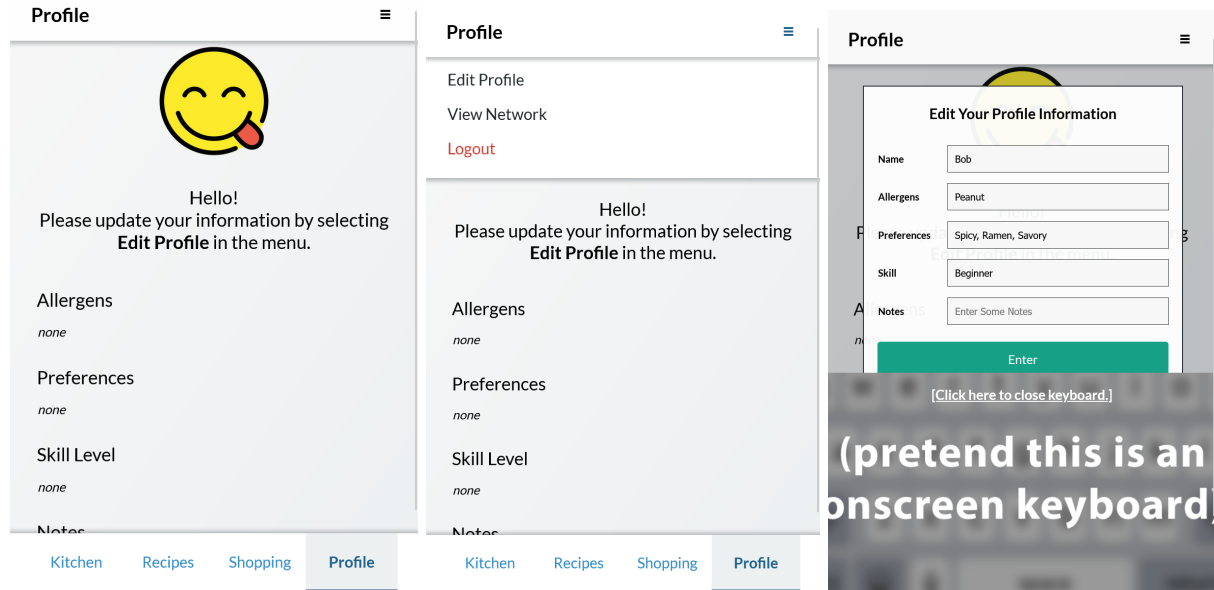 Profile
Hello!
Please update your information by selecting
Edit Profile in the menu.
Allergens
none
Preferences
none
Skill Level
none
Notes
Kitchen
Recipes
Shopping
Profile
Profile
Edit Profile
View Network
Logout
Hello!
Please update your information by selecting
Edit Profile in the menu.
Allergens
none
Preferences
none
Skill Level
none
Notes
Kitchen
Recipes
Shopping
Profile
Profile
Edit Your Profile Information
Name
Bob
Allergens
Peanut
Preferences
Spicy, Ramen, Savory
Skill
Beginner
Notes
Enter Some Notes
Enter
[Click here to close keyboard.]
(pretend this is an
onscreen keyboard)